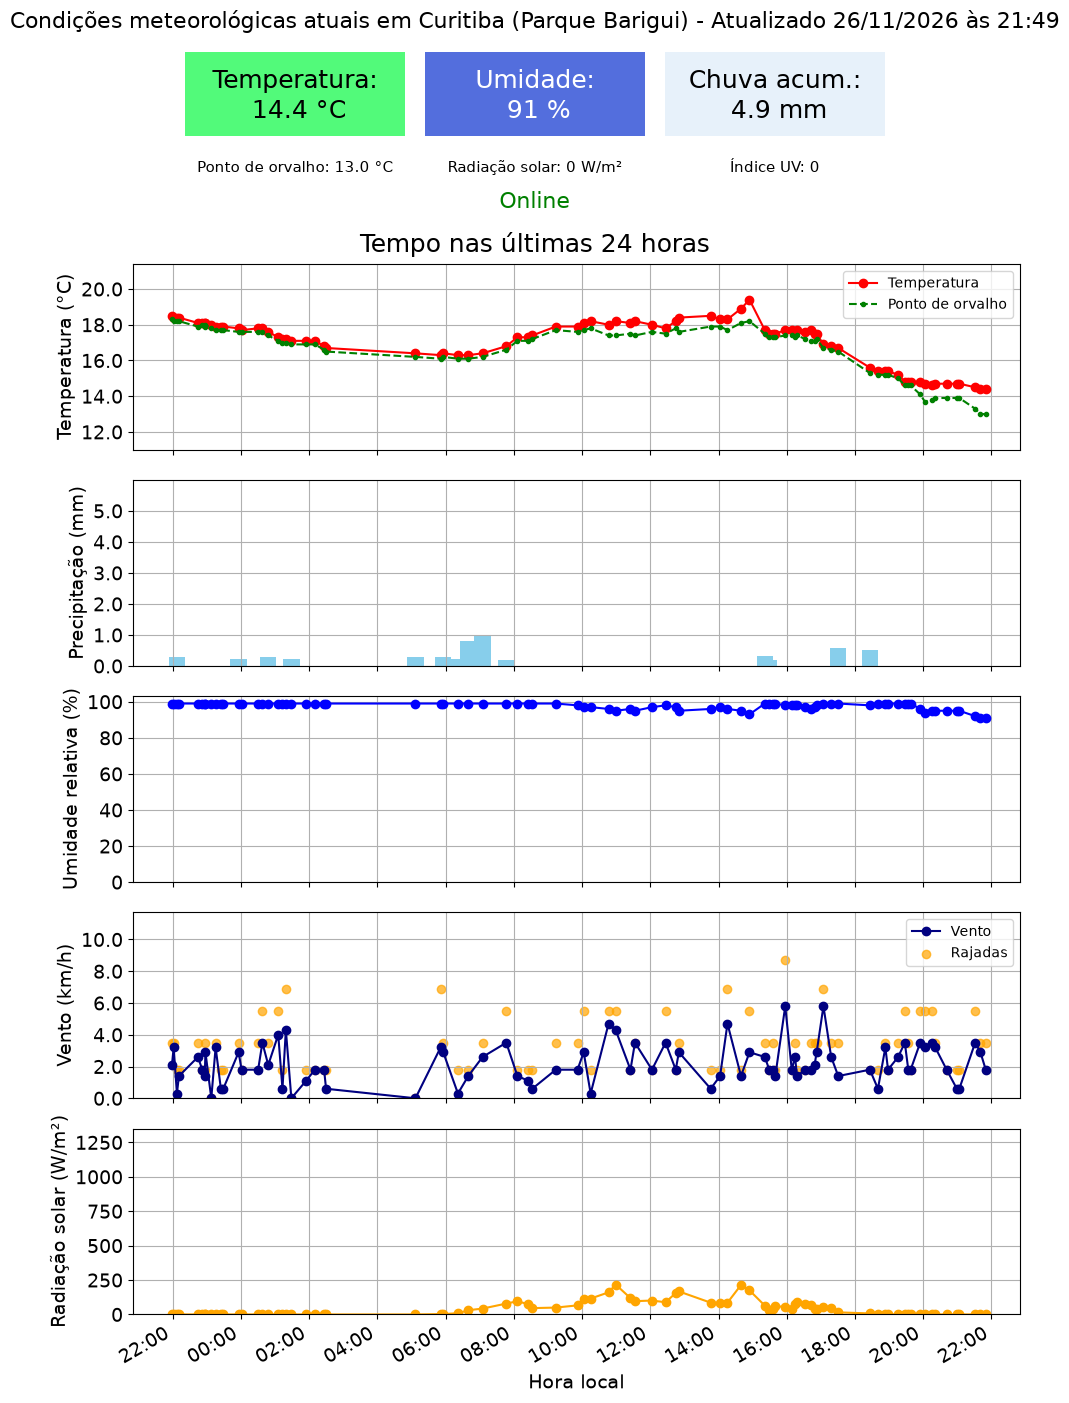 Condições meteorológicas atuais em Curitiba (Parque Barigui) - Atualizado 26/11/2026 às 21:49
Temperatura:
14.4 °C
Umidade:
91 %
Chuva acum.:
4.9 mm
Ponto de orvalho: 13.0 °C
Radiação solar: 0 W/m²
Índice UV: 0
Online
Tempo nas últimas 24 horas
Temperatura (°C)
20.0
18.0
16.0
14.0
12.0
Temperatura
Ponto de orvalho
Precipitação (mm)
5.0
4.0
3.0
2.0
1.0
0.0
Umidade relativa (%)
100
80
60
40
20
0
Vento (km/h)
10.0
8.0
6.0
4.0
2.0
0.0
Vento
Rajadas
Radiação solar (W/m²)
1250
1000
750
500
250
0
22:00
00:00
02:00
04:00
06:00
08:00
10:00
12:00
14:00
16:00
18:00
20:00
22:00
Hora local